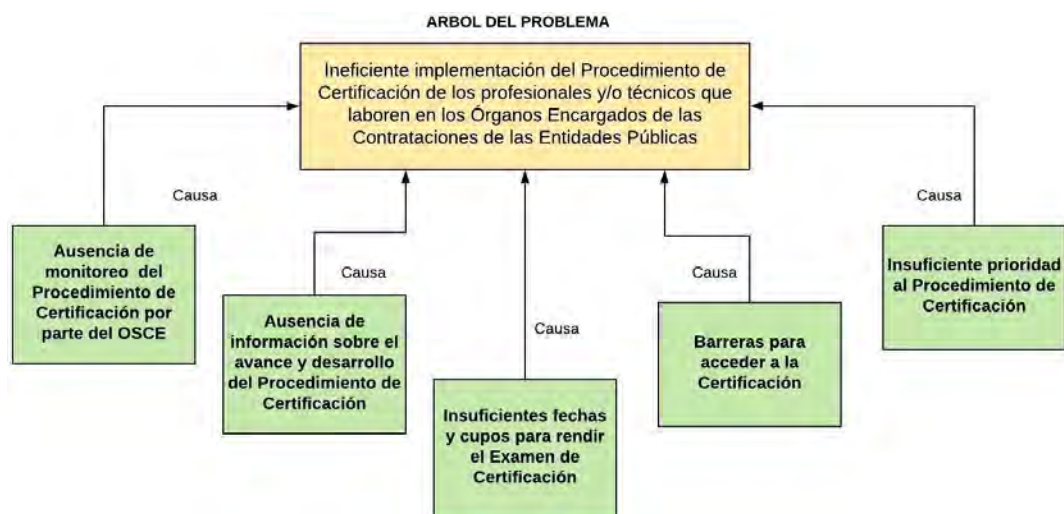 ARBOL DEL PROBLEMA
Ineficiente implementación del Procedimiento de
Certificación de los profesionales y/o técnicos que
laboren en los Órganos Encargados de las
Contrataciones de las Entidades Públicas
Causa
Ausencia de
monitoreo del
Procedimiento de
Certificación por
parte del OSCE
Causa
Ausencia de
información sobre el
avance y desarrollo
del Procedimiento de
Certificación
Causa
Insuficientes fechas
y cupos para rendir
el Examen de
Certificación
Causa
Barreras para
acceder a la
Certificación
Causa
Insuficiente prioridad
al Procedimiento de
Certificación